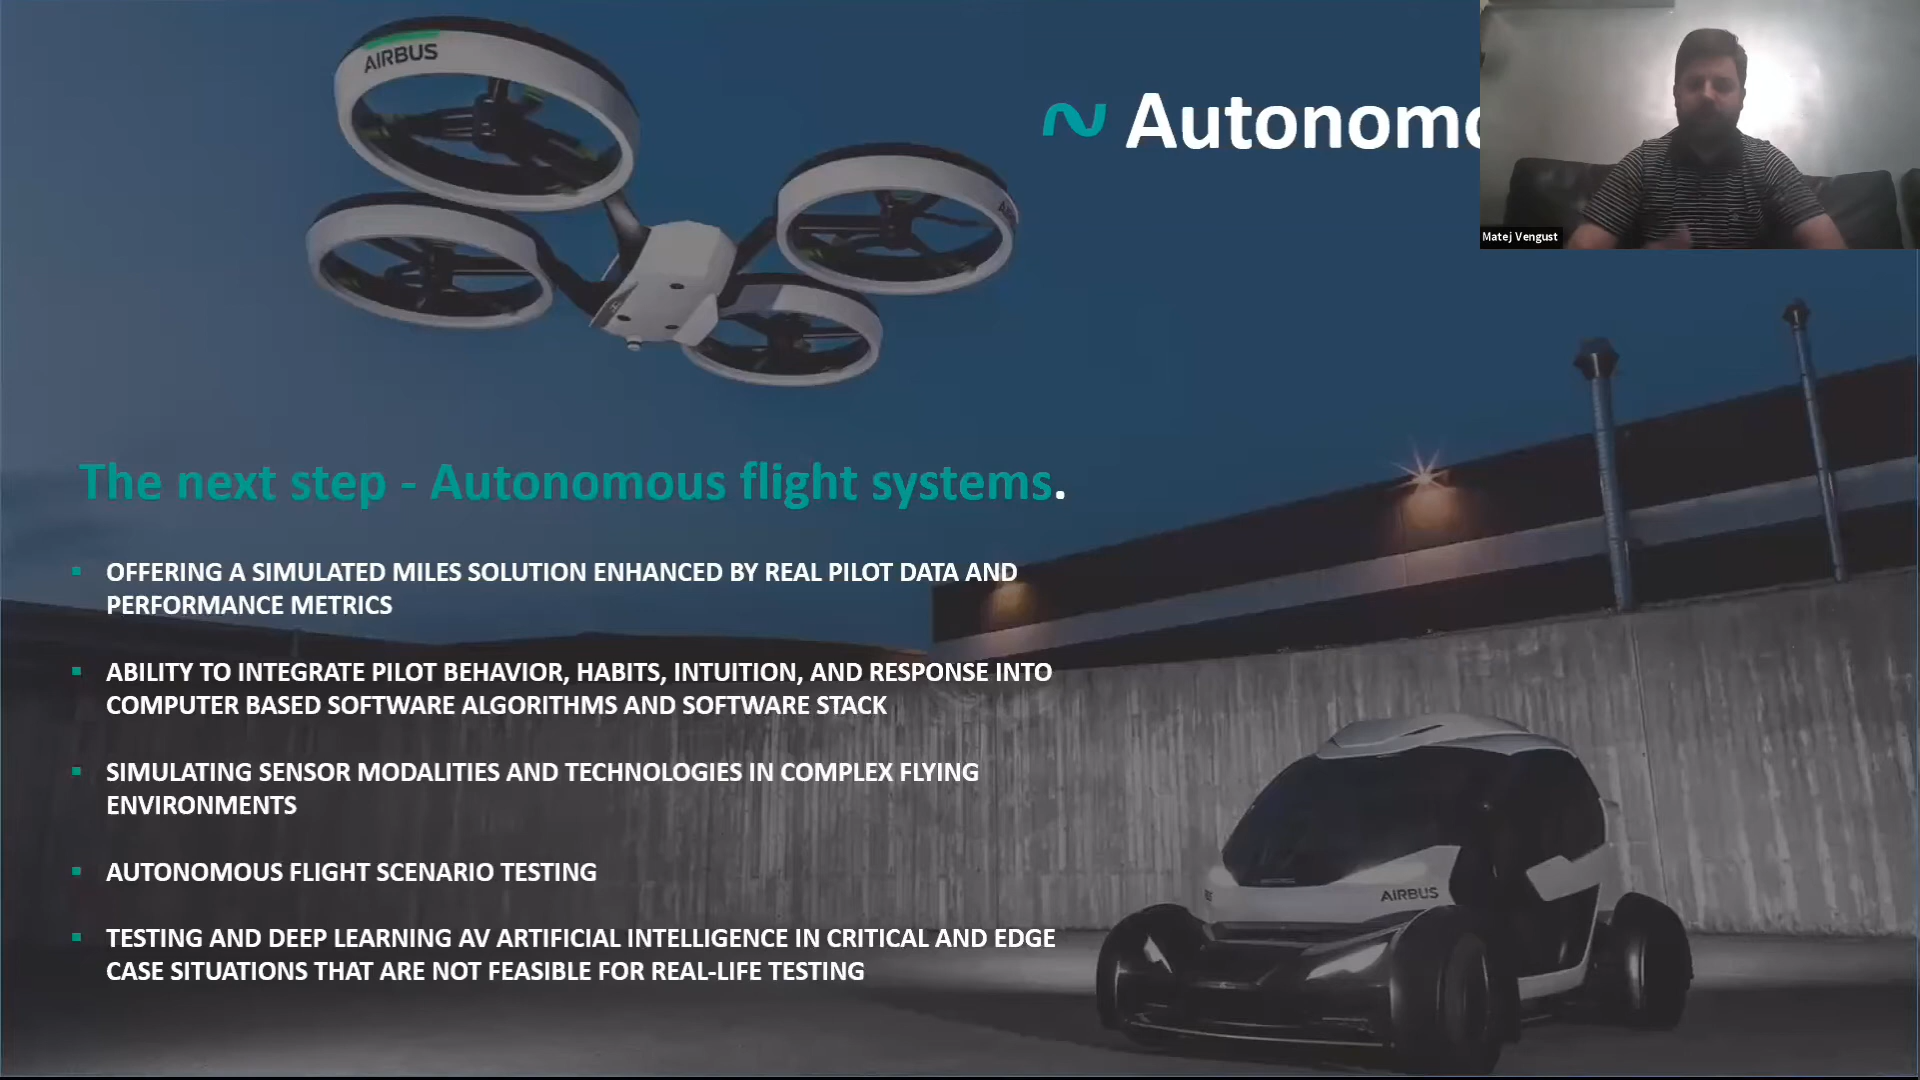 AIRBUS
~ Autonomo
Matej Vengust
The next step - Autonomous flight systems.
OFFERING A SIMULATED MILES SOLUTION ENHANCED BY REAL PILOT DATA AND
PERFORMANCE METRICS
ABILITY TO INTEGRATE PILOT BEHAVIOR, HABITS, INTUITION, AND RESPONSE INTO
COMPUTER BASED SOFTWARE ALGORITHMS AND SOFTWARE STACK
SIMULATING SENSOR MODALITIES AND TECHNOLOGIES IN COMPLEX FLYING
ENVIRONMENTS
AUTONOMOUS FLIGHT SCENARIO TESTING
AIRBUS
TESTING AND DEEP LEARNING AV ARTIFICIAL INTELLIGENCE IN CRITICAL AND EDGE
CASE SITUATIONS THAT ARE NOT FEASIBLE FOR REAL-LIFE TESTING